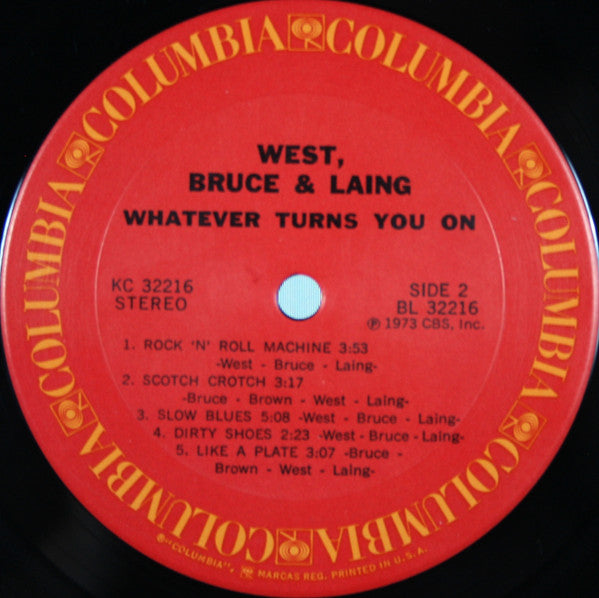 COLUMBIA COLUMBIA COLUMBIA COLUMBIA COLUMBIA COLUMBIA
WEST,
BRUCE & LAING
WHATEVER TURNS YOU ON
KC 32216
STEREO
SIDE 2
BL 32216
℗ 1973 CBS, Inc.
1. ROCK 'N' ROLL MACHINE 3:53
-West - Bruce - Laing-
2. SCOTCH CROTCH 3:17
-Bruce - Brown - West - Laing-
3. SLOW BLUES 5:08 -West - Bruce - Laing-
4. DIRTY SHOES 2:23 -West - Bruce - Laing-
5. LIKE A PLATE 3:07 -Bruce -
Brown - West - Laing-
®"COLUMBIA", MARCAS REG. PRINTED IN U.S.A.